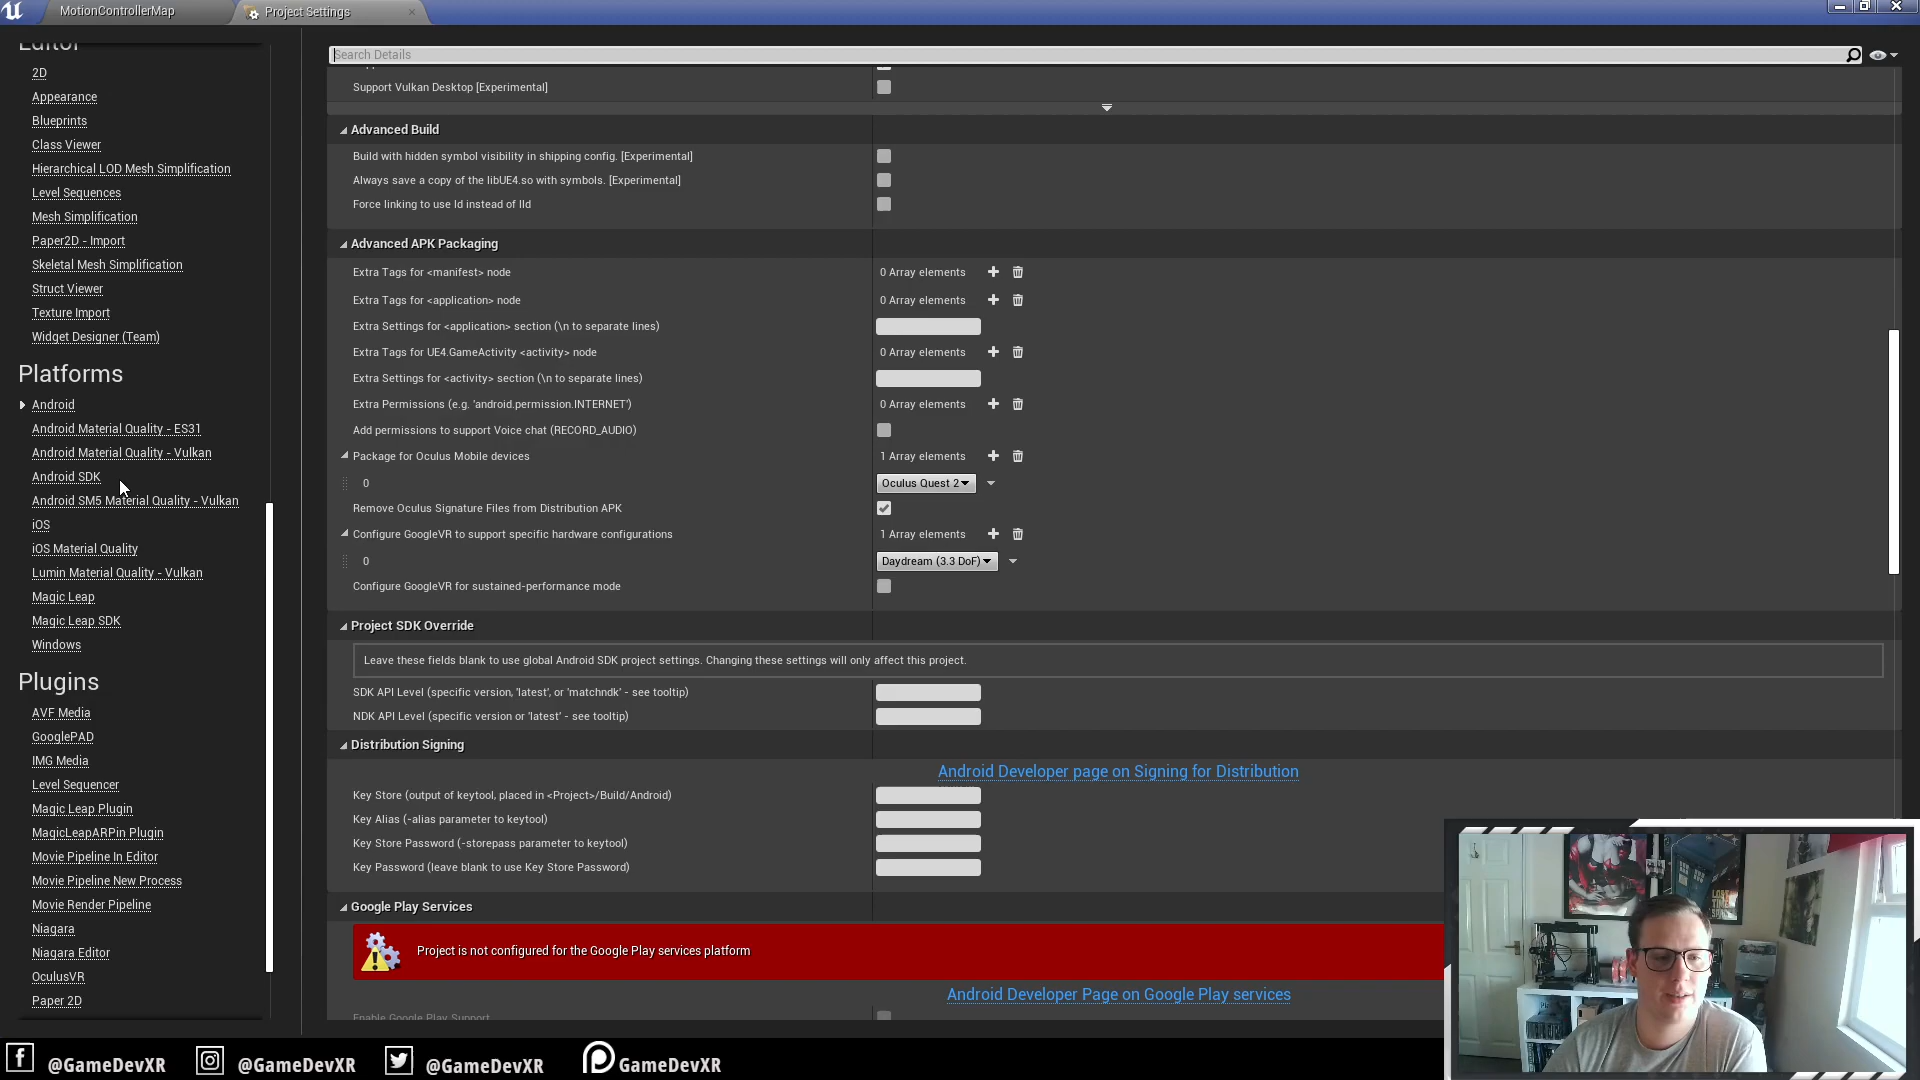 MotionControllerMap
Project Settings
Editor
2D
Appearance
Blueprints
Class Viewer
Hierarchical LOD Mesh Simplification
Level Sequences
Mesh Simplification
Paper2D - Import
Skeletal Mesh Simplification
Struct Viewer
Texture Import
Widget Designer (Team)
Platforms
Android
Android Material Quality - ES31
Android Material Quality - Vulkan
Android SDK
Android SM5 Material Quality - Vulkan
iOS
iOS Material Quality
Lumin Material Quality - Vulkan
Magic Leap
Magic Leap SDK
Windows
Plugins
AVF Media
GooglePAD
IMG Media
Level Sequencer
Magic Leap Plugin
MagicLeapARPin Plugin
Movie Pipeline In Editor
Movie Pipeline New Process
Movie Render Pipeline
Niagara
Niagara Editor
OculusVR
Paper 2D
Search Details
Support Vulkan Desktop [Experimental]
Advanced Build
Build with hidden symbol visibility in shipping config. [Experimental]
Always save a copy of the libUE4.so with symbols. [Experimental]
Force linking to use ld instead of lld
Advanced APK Packaging
Extra Tags for <manifest> node 0 Array elements
Extra Tags for <application> node 0 Array elements
Extra Settings for <application> section (\n to separate lines)
Extra Tags for UE4.GameActivity <activity> node 0 Array elements
Extra Settings for <activity> section (\n to separate lines)
Extra Permissions (e.g. 'android.permission.INTERNET') 0 Array elements
Add permissions to support Voice chat (RECORD_AUDIO)
Package for Oculus Mobile devices 1 Array elements
0 Oculus Quest 2
Remove Oculus Signature Files from Distribution APK
Configure GoogleVR to support specific hardware configurations 1 Array elements
0 Daydream (3.3 DoF)
Configure GoogleVR for sustained-performance mode
Project SDK Override
Leave these fields blank to use global Android SDK project settings. Changing these settings will only affect this project.
SDK API Level (specific version, 'latest', or 'matchndk' - see tooltip)
NDK API Level (specific version or 'latest' - see tooltip)
Distribution Signing
Android Developer page on Signing for Distribution
Key Store (output of keytool, placed in <Project>/Build/Android)
Key Alias (-alias parameter to keytool)
Key Store Password (-storepass parameter to keytool)
Key Password (leave blank to use Key Store Password)
Google Play Services
Project is not configured for the Google Play services platform
Android Developer Page on Google Play services
Enable Google Play Support
@GameDevXR
@GameDevXR
@GameDevXR
GameDevXR